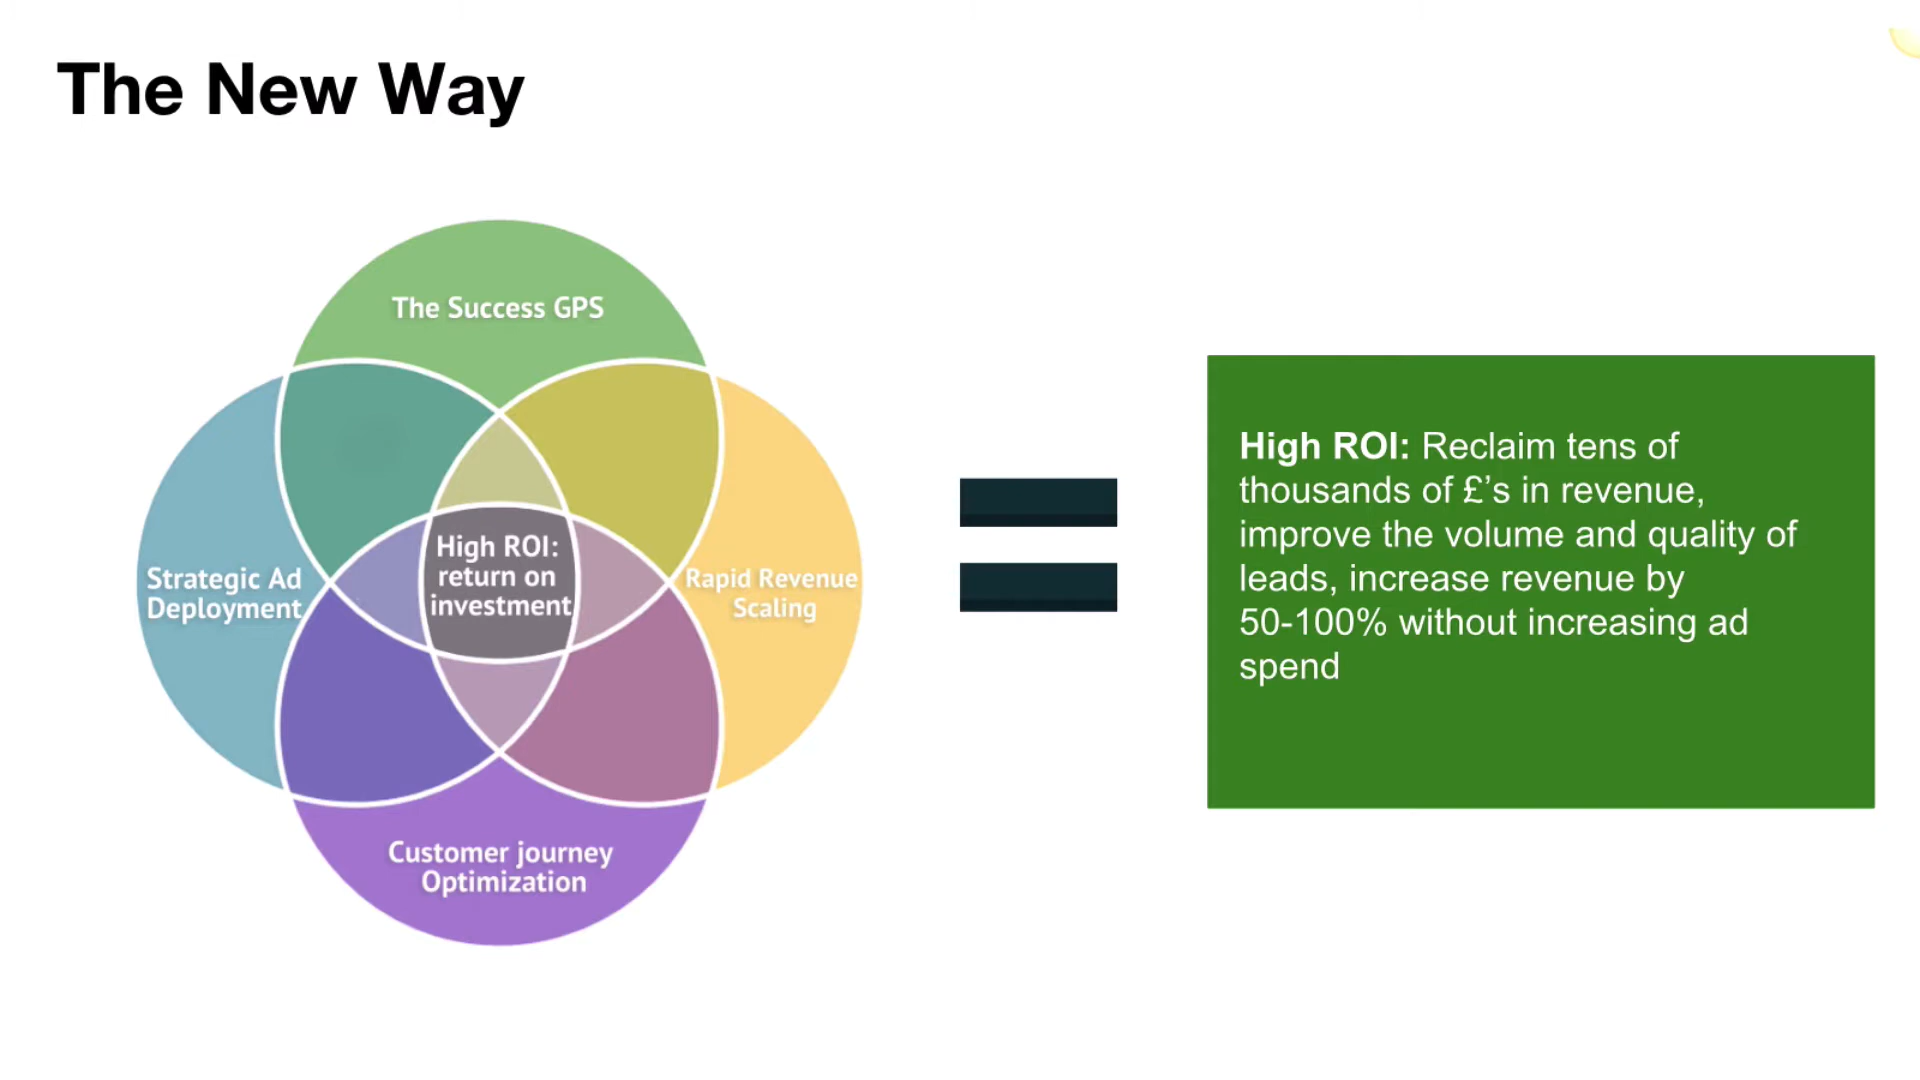 The New Way
The Success GPS
Strategic Ad
Deployment
High ROI:
return on
investment
Rapid Revenue
Scaling
Customer journey
Optimization
High ROI: Reclaim tens of
thousands of £’s in revenue,
improve the volume and quality of
leads, increase revenue by
50-100% without increasing ad
spend